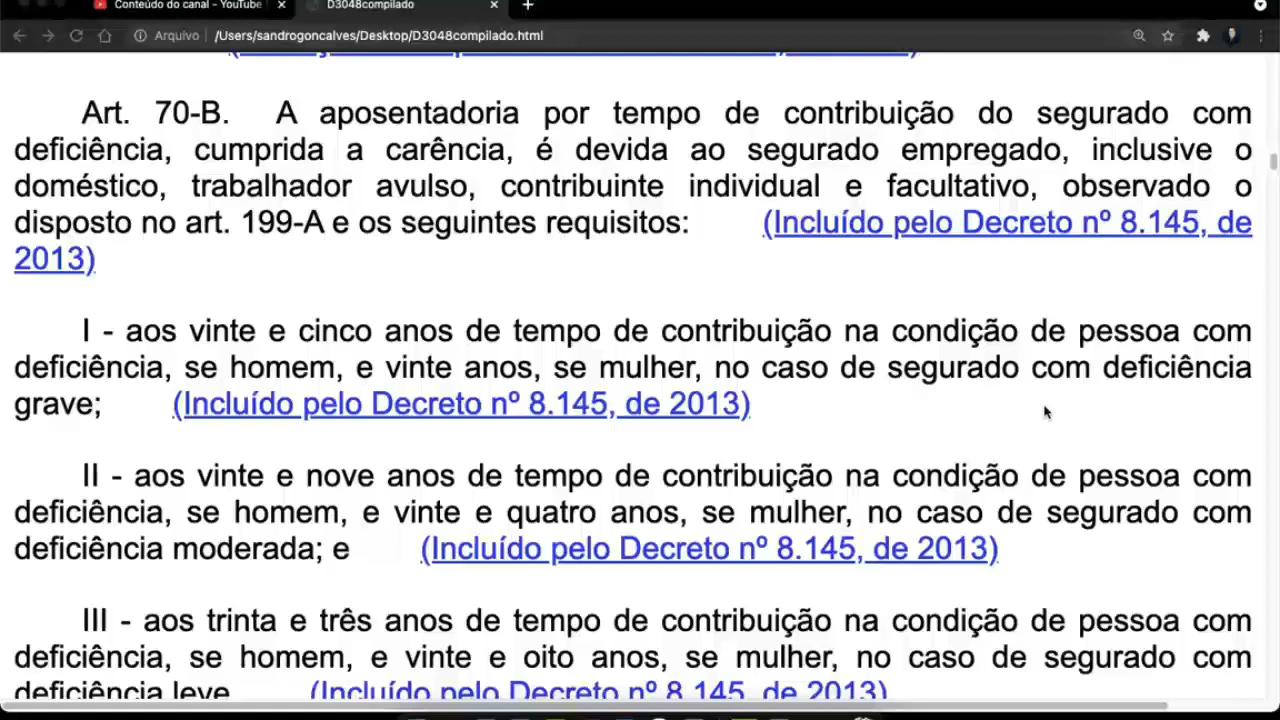 Conteúdo do canal - YouTube
D3048compilado
Arquivo /Users/sandrogoncalves/Desktop/D3048compilado.html
Art. 70-B. A aposentadoria por tempo de contribuição do segurado com
deficiência, cumprida a carência, é devida ao segurado empregado, inclusive o
doméstico, trabalhador avulso, contribuinte individual e facultativo, observado o
disposto no art. 199-A e os seguintes requisitos: (Incluído pelo Decreto nº 8.145, de
2013)
I - aos vinte e cinco anos de tempo de contribuição na condição de pessoa com
deficiência, se homem, e vinte anos, se mulher, no caso de segurado com deficiência
grave; (Incluído pelo Decreto nº 8.145, de 2013)
II - aos vinte e nove anos de tempo de contribuição na condição de pessoa com
deficiência, se homem, e vinte e quatro anos, se mulher, no caso de segurado com
deficiência moderada; e (Incluído pelo Decreto nº 8.145, de 2013)
III - aos trinta e três anos de tempo de contribuição na condição de pessoa com
deficiência, se homem, e vinte e oito anos, se mulher, no caso de segurado com
deficiência leve (Incluído pelo Decreto nº 8.145, de 2013)